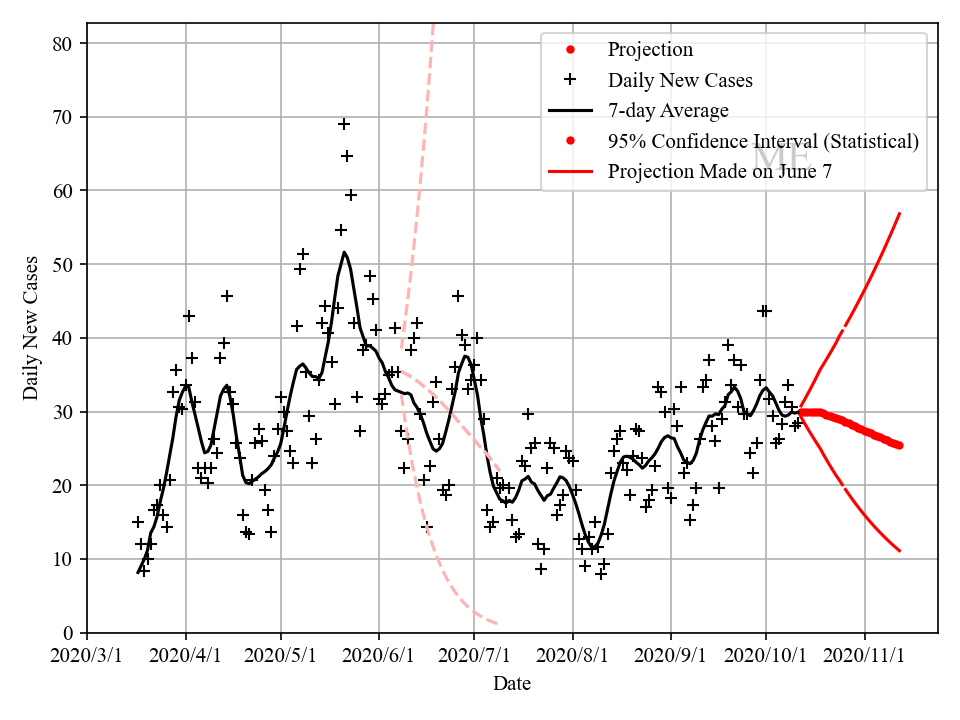 80
70
60
50
40
30
20
10
0
Daily New Cases
Projection
Daily New Cases
7-day Average
95% Confidence Interval (Statistical)
ME
Projection Made on June 7
2020/3/1 2020/4/1 2020/5/1 2020/6/1 2020/7/1 2020/8/1 2020/9/1 2020/10/1 2020/11/1
Date